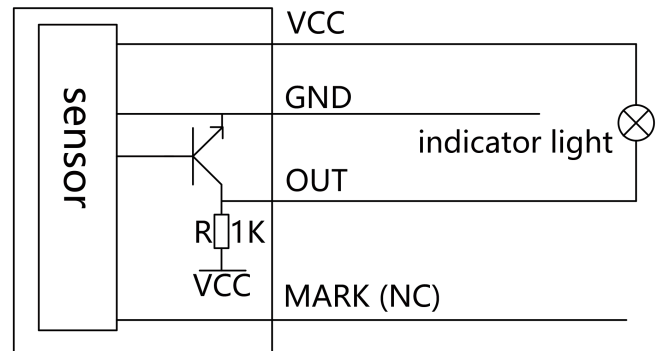 VCC
sensor
GND
indicator light
OUT
R 1K
VCC
MARK (NC)